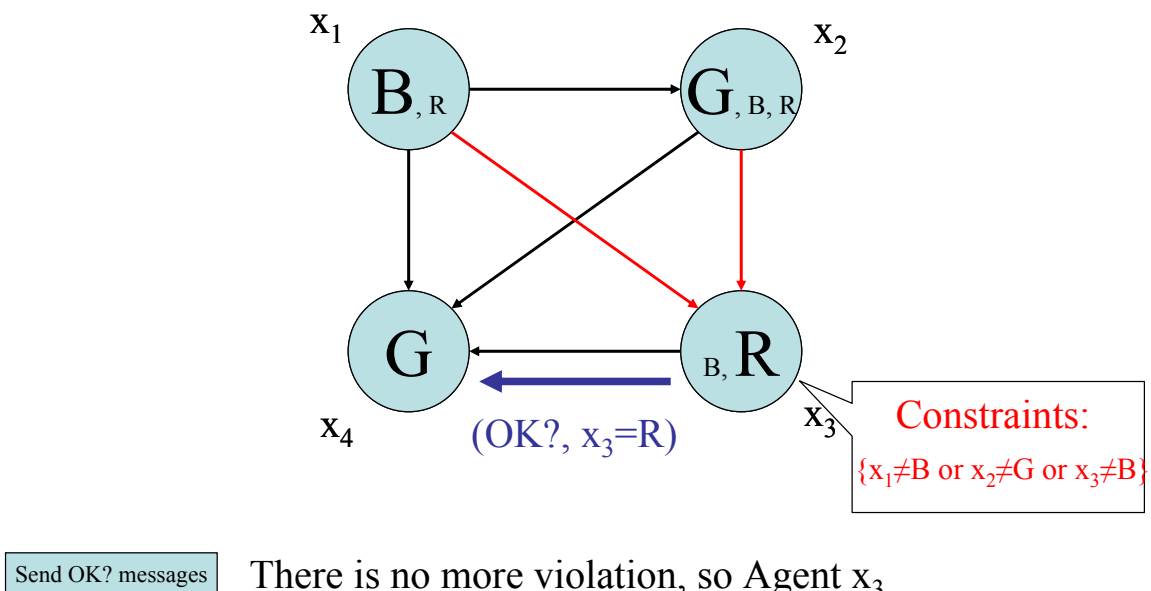 x₁
x₂
B, R
G, B, R
G
B, R
x₄
(OK?, x₃=R)
x₃
Constraints:
{x₁≠B or x₂≠G or x₃≠B}
Send OK? messages
There is no more violation, so Agent x₃